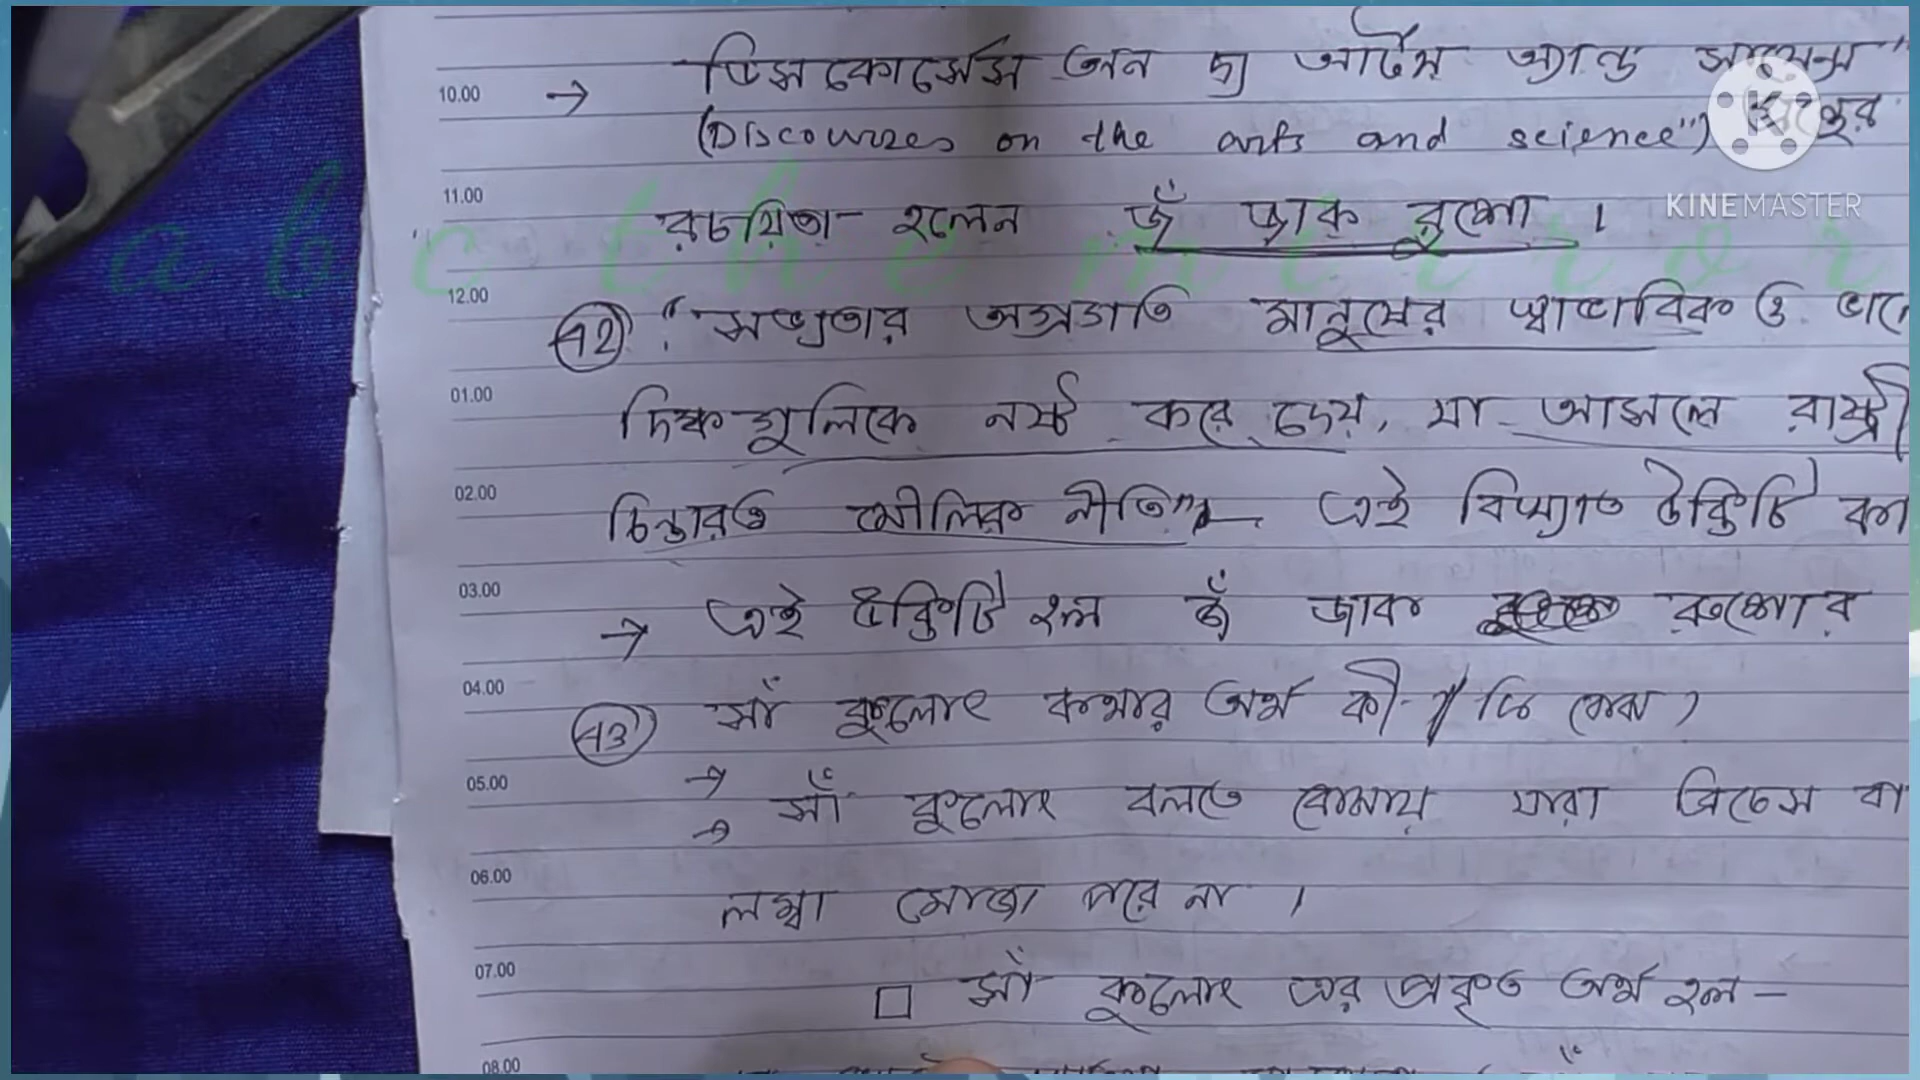 10.00 → ডিসকোর্সেস অন দ্য আর্টস অ্যান্ড সায়েন্স"
(Discourses on the arts and science")
KINEMASTER
11.00 রচয়িতা হলেন জঁ জাক রুশো ।
a b c t h e m i r r o r
12.00 42 "সভ্যতার অগ্রগতি মানুষের স্বাভাবিক ও
01.00 দিকগুলিকে নষ্ট করে দেয়, যা আসলে
02.00 চিন্তারও মৌলিক নীতি" – এই বিখ্যাত উক্তিটি
03.00 → এই উক্তিটি হল জঁ জাক রুশোর
04.00 43 সাঁ কুলোৎ কথার অর্থ কী
05.00 → সাঁ কুলোৎ বলতে বোঝায় যারা ব্রিচেস বা
→
06.00 লম্বা মোজা পরে না ।
07.00 □ সাঁ কুলোৎ এর প্রকৃত অর্থ হল –
08.00